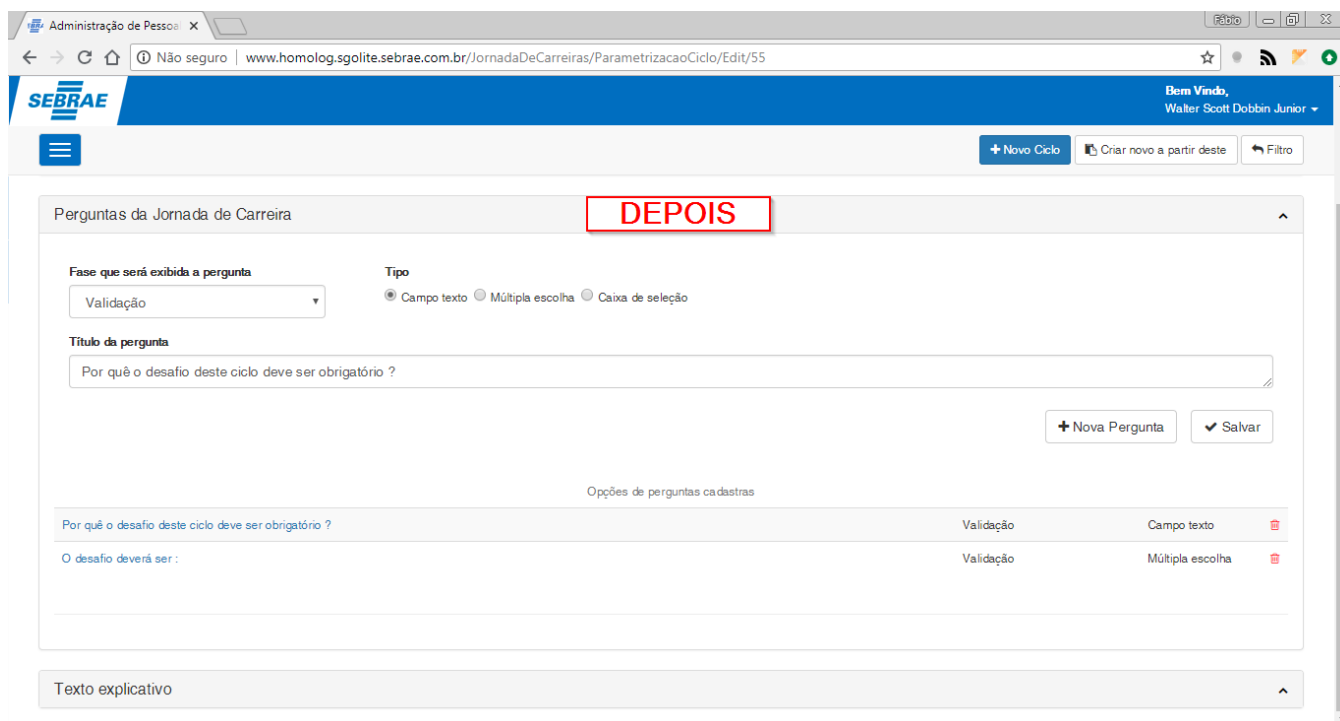 Administração de Pessoa
Fábio
Não seguro | www.homolog.sgolite.sebrae.com.br/JornadaDeCarreiras/ParametrizacaoCiclo/Edit/55
SEBRAE
Bem Vindo,
Walter Scott Dobbin Junior
Novo Ciclo Criar novo a partir deste Filtro
Perguntas da Jornada de Carreira
DEPOIS
Fase que será exibida a pergunta Tipo
Validação Campo texto Múltipla escolha Caixa de seleção
Título da pergunta
Por quê o desafio deste ciclo deve ser obrigatório ?
Nova Pergunta Salvar
Opções de perguntas cadastras
Por quê o desafio deste ciclo deve ser obrigatório ? Validação Campo texto
O desafio deverá ser : Validação Múltipla escolha
Texto explicativo